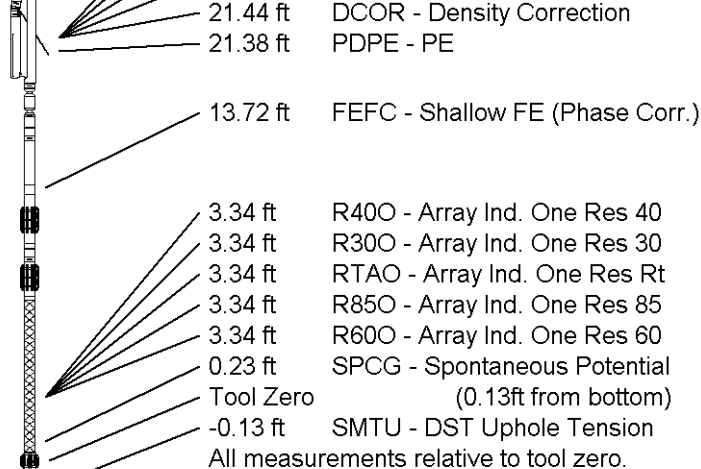 21.44 ft DCOR - Density Correction
21.38 ft PDPE - PE
13.72 ft FEFC - Shallow FE (Phase Corr.)
3.34 ft R40O - Array Ind. One Res 40
3.34 ft R30O - Array Ind. One Res 30
3.34 ft RTAO - Array Ind. One Res Rt
3.34 ft R85O - Array Ind. One Res 85
3.34 ft R60O - Array Ind. One Res 60
0.23 ft SPCG - Spontaneous Potential
Tool Zero (0.13ft from bottom)
-0.13 ft SMTU - DST Uphole Tension
All measurements relative to tool zero.